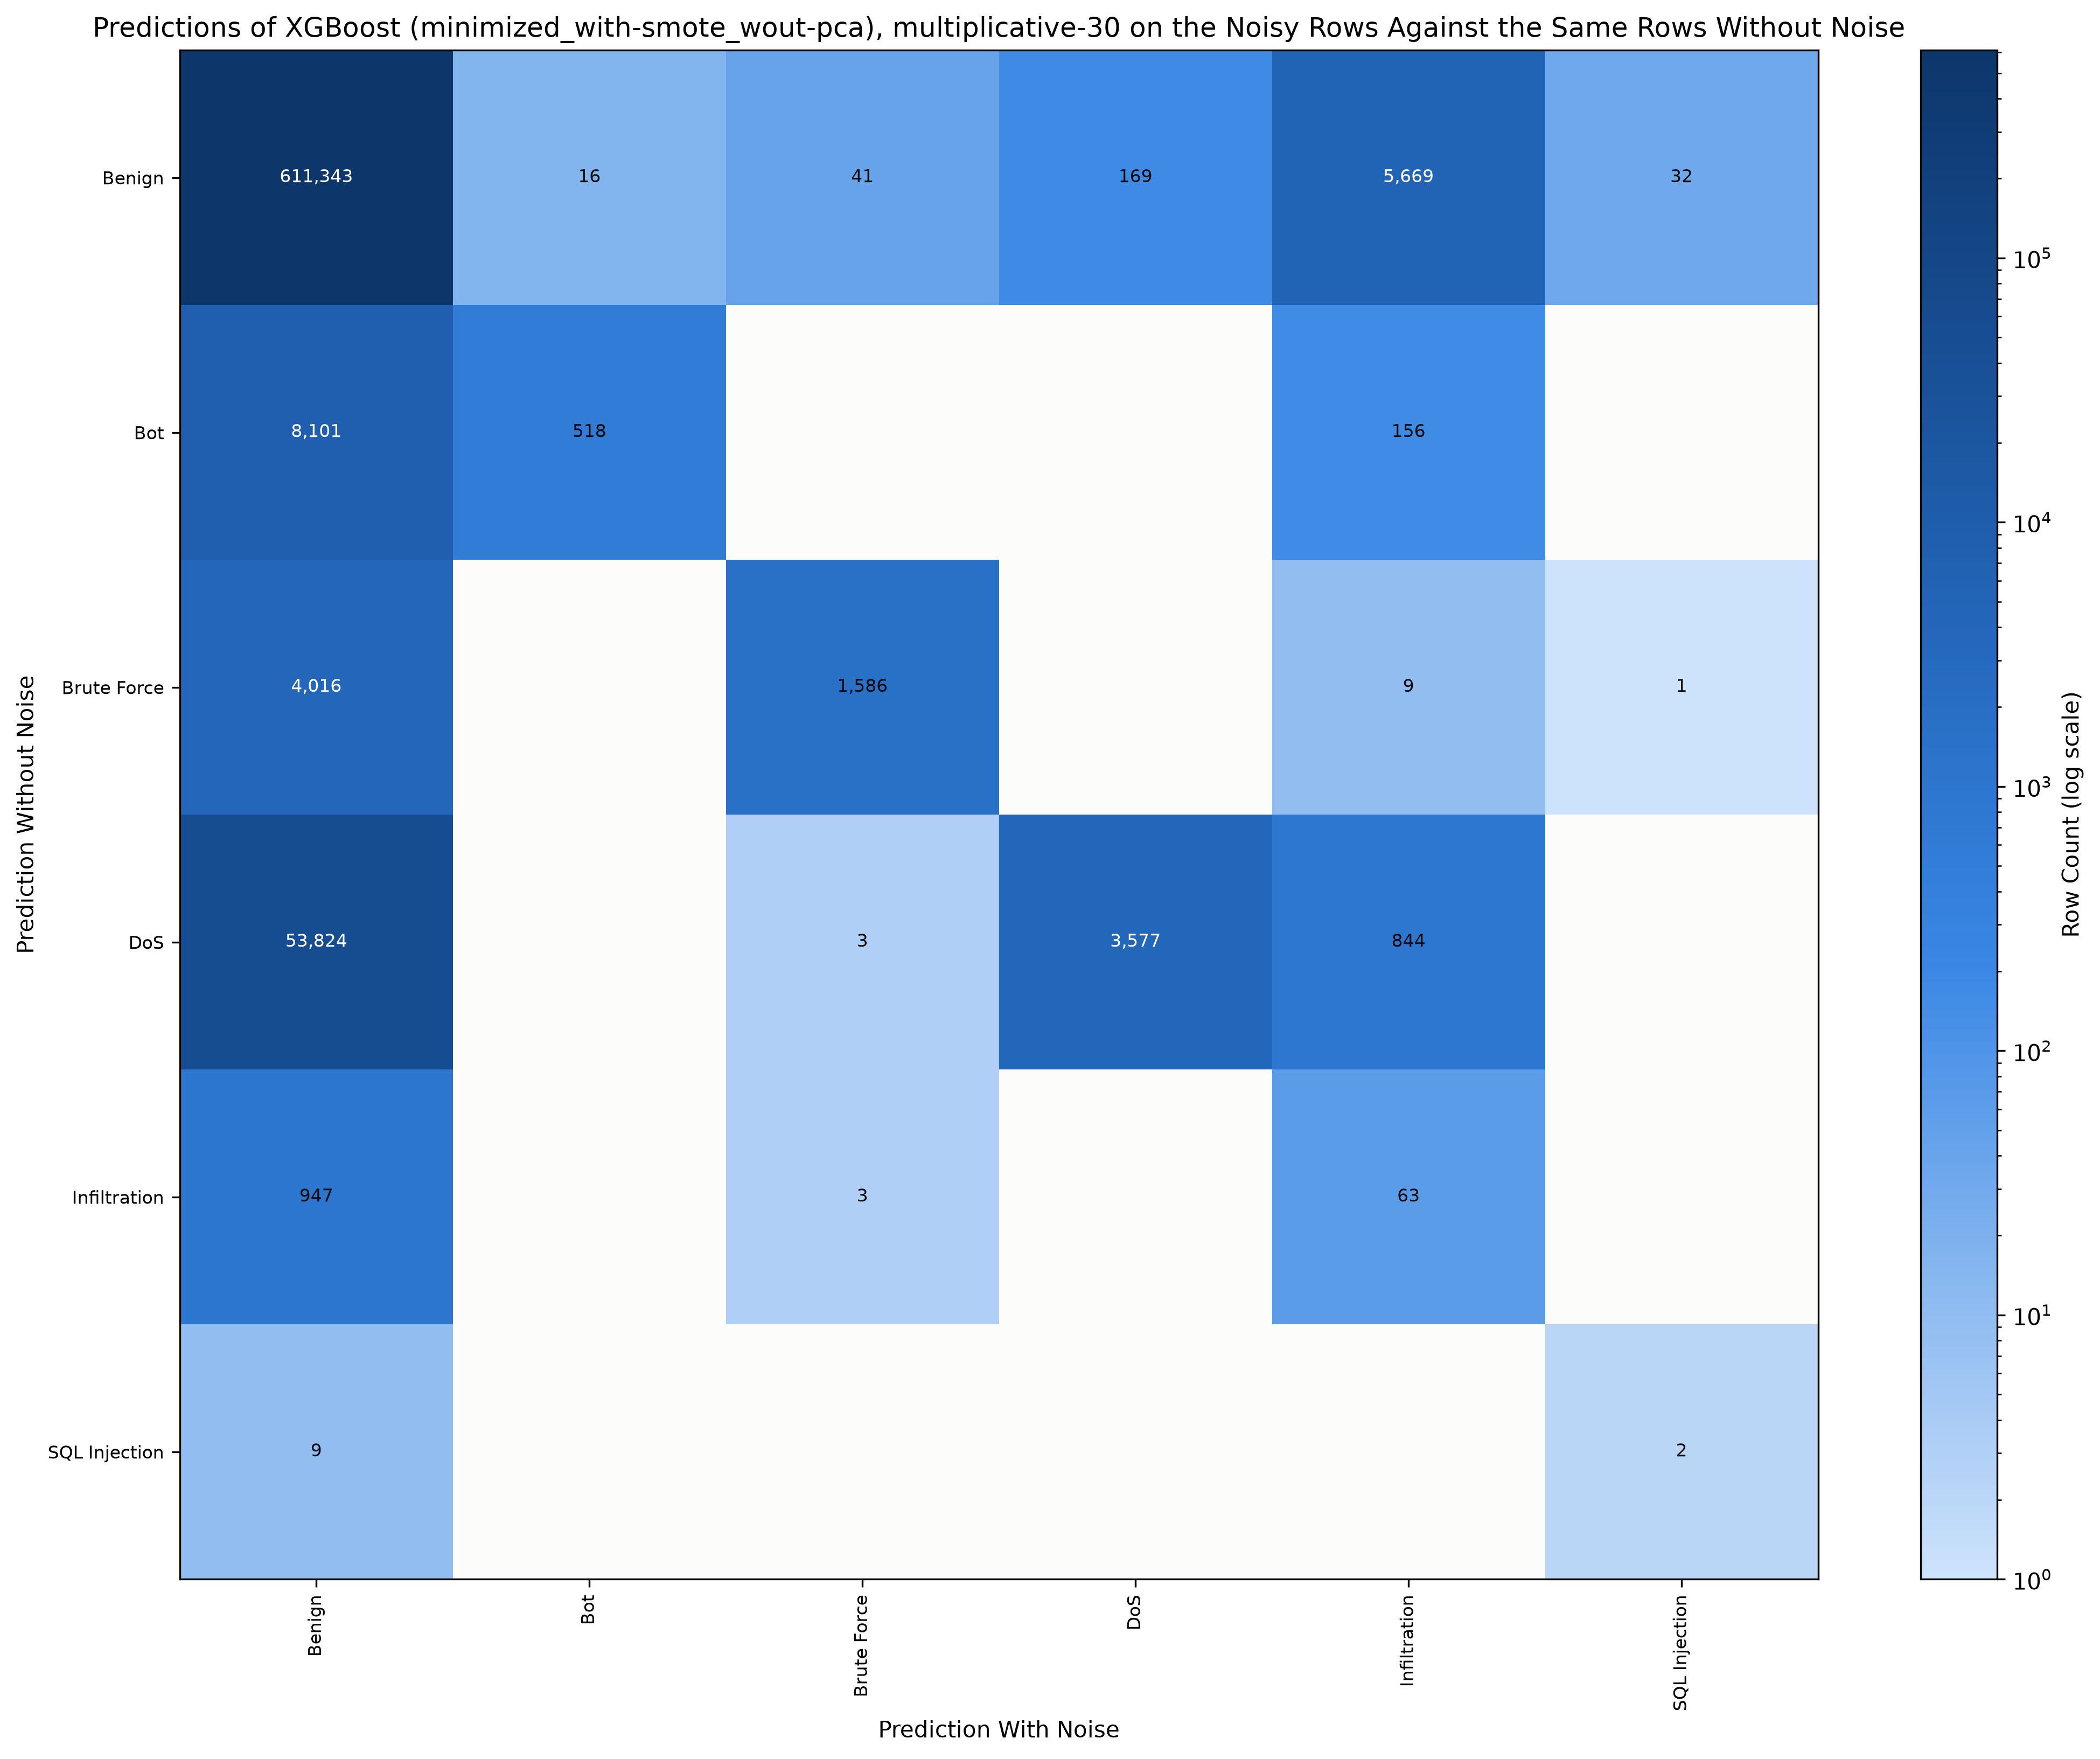 Predictions of XGBoost (minimized_with-smote_wout-pca), multiplicative-30 on the Noisy Rows Against the Same Rows Without Noise
Benign
611,343
16
41
169
5,669
32
Bot
8,101
518
156
Brute Force
4,016
1,586
9
1
DoS
53,824
3
3,577
844
Infiltration
947
3
63
SQL Injection
9
2
Prediction Without Noise
Benign
Bot
Brute Force
DoS
Infiltration
SQL Injection
Prediction With Noise
10⁵
10⁴
10³
10²
10¹
10⁰
Row Count (log scale)